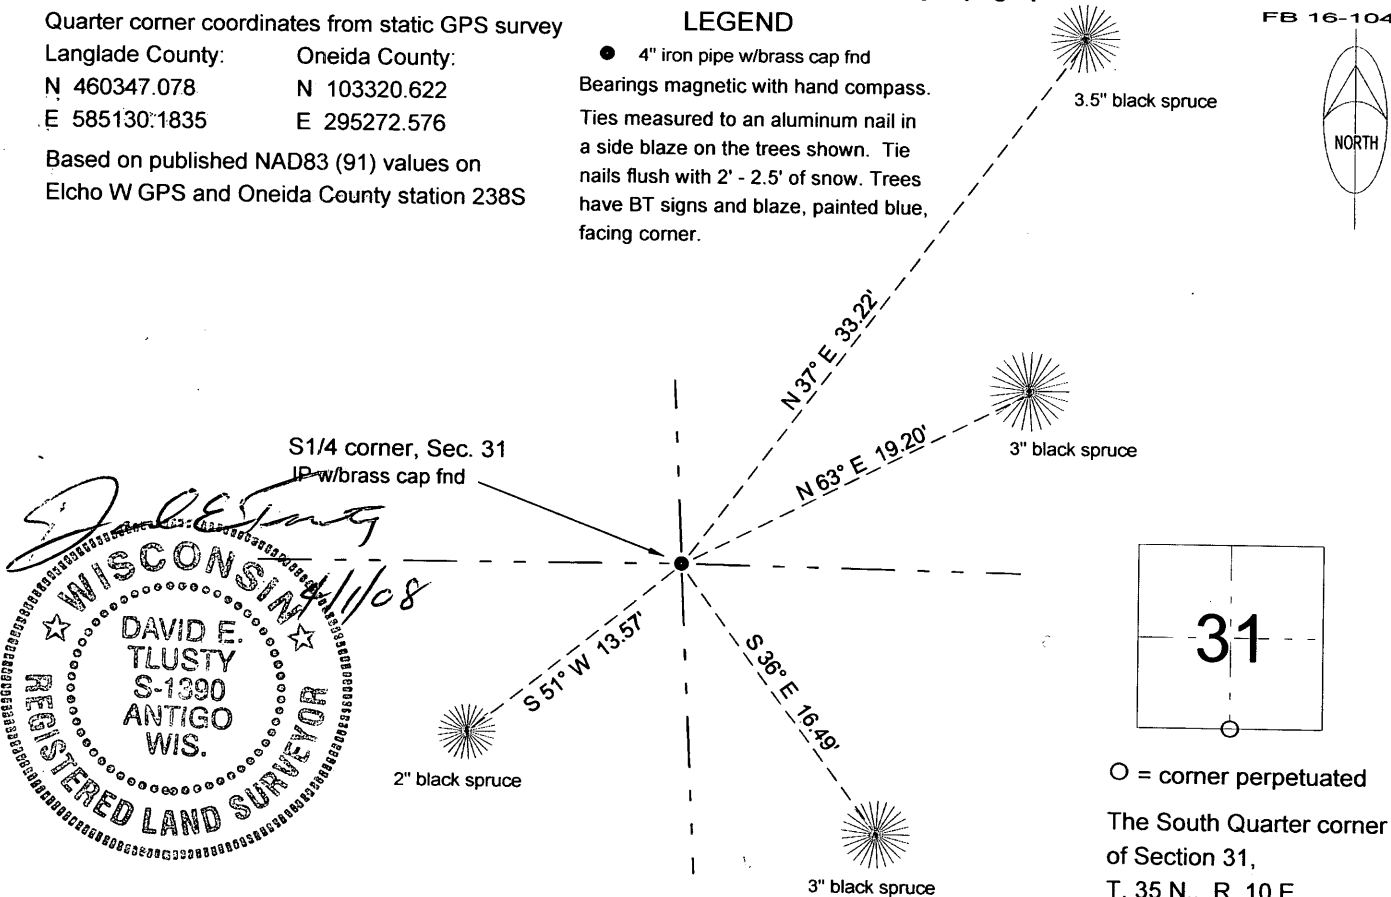 Quarter corner coordinates from static GPS survey
Langlade County:
N 460347.078
E 585130.1835
Oneida County:
N 103320.622
E 295272.576
Based on published NAD83 (91) values on
Elcho W GPS and Oneida County station 238S
LEGEND
4" iron pipe w/brass cap fnd
Bearings magnetic with hand compass.
Ties measured to an aluminum nail in
a side blaze on the trees shown. Tie
nails flush with 2' - 2.5' of snow. Trees
have BT signs and blaze, painted blue,
facing corner.
FB 16-104
NORTH
3.5" black spruce
N 37° E 33.22'
N 63° E 19.20'
3" black spruce
S1/4 corner, Sec. 31
IP w/brass cap fnd
4/1/08
WISCONSIN
DAVID E.
TLUSTY
S-1390
ANTIGO
WIS.
REGISTERED LAND SURVEYOR
S 51° W 13.57'
2" black spruce
S 36° E 16.49'
3" black spruce
31
O = corner perpetuated
The South Quarter corner
of Section 31,
T. 35 N., R. 10 E.